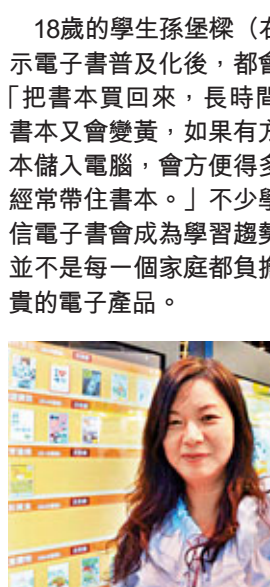 18歲的學生孫堡樑（右
示電子書普及化後，都會
「把書本買回來，長時間
書本又會變黃，如果有方
本儲入電腦，會方便得多
經常帶住書本。」不少學
信電子書會成為學習趨勢
並不是每一個家庭都負擔
貴的電子產品。